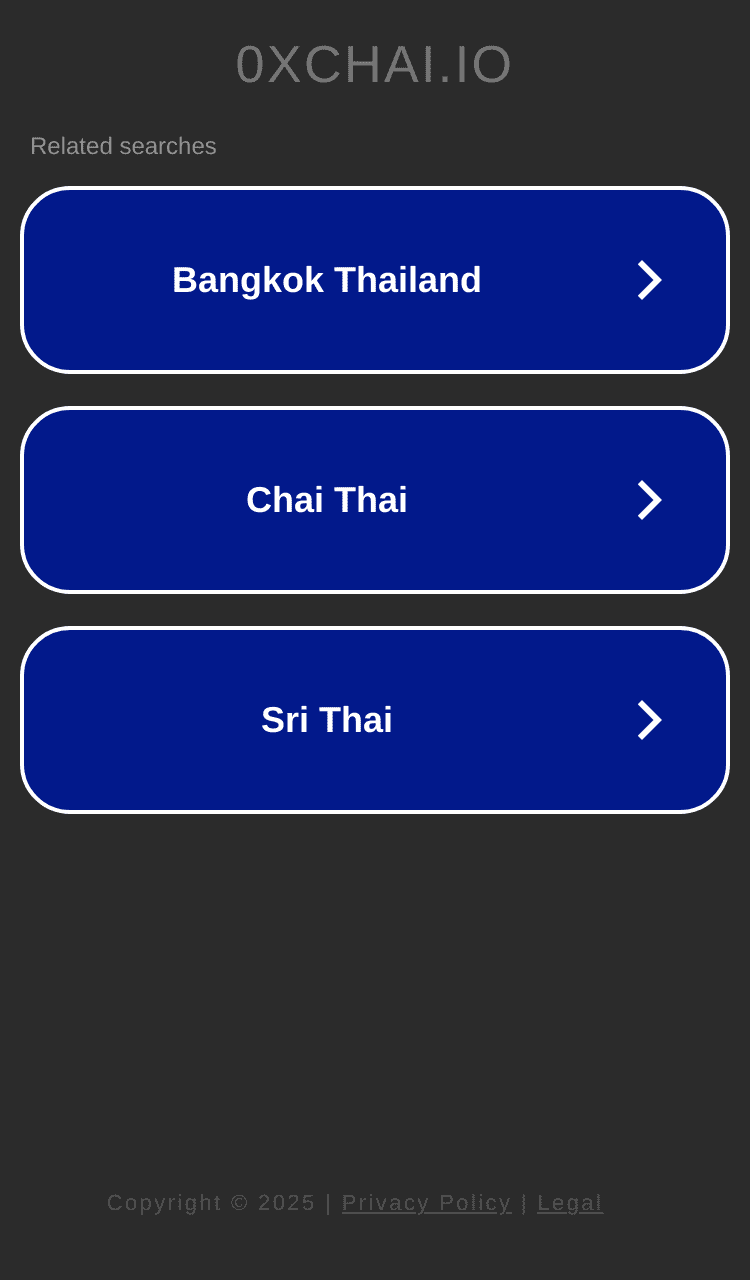 0XCHAI.IO
Related searches
Bangkok Thailand
Chai Thai
Sri Thai
Copyright © 2025 | Privacy Policy | Legal